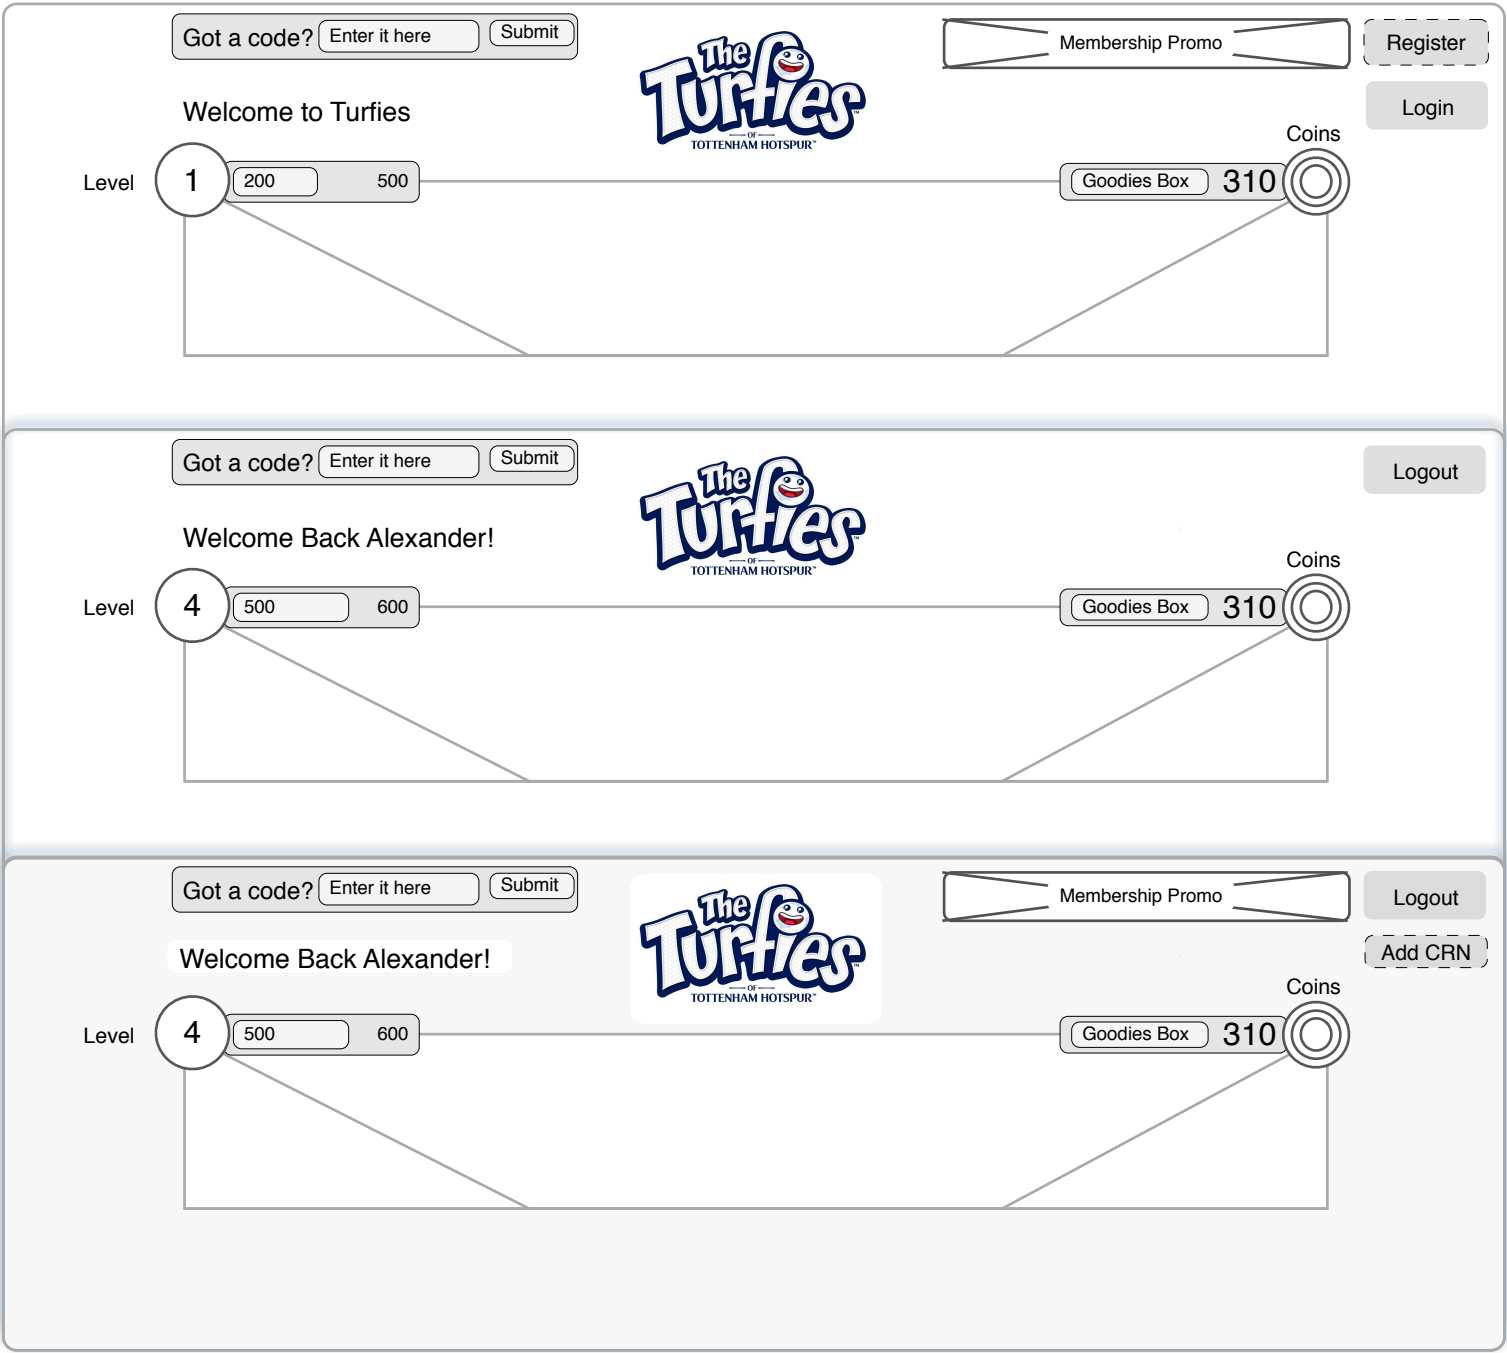 Got a code? Enter it here Submit
The
Turfies
OF
TOTTENHAM HOTSPUR™
Membership Promo
Register
Login
Welcome to Turfies
Coins
Level 1 200 500
Goodies Box 310
Got a code? Enter it here Submit
The
Turfies
OF
TOTTENHAM HOTSPUR™
Logout
Welcome Back Alexander!
Coins
Level 4 500 600
Goodies Box 310
Got a code? Enter it here Submit
The
Turfies
OF
TOTTENHAM HOTSPUR™
Membership Promo
Logout
Add CRN
Welcome Back Alexander!
Coins
Level 4 500 600
Goodies Box 310